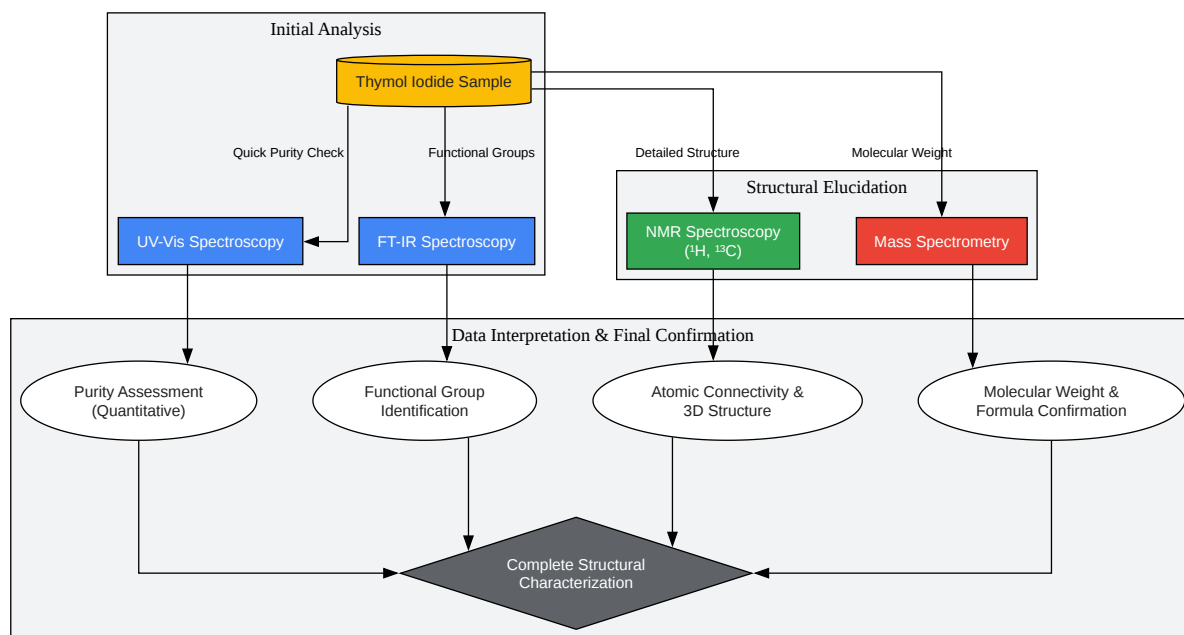 Initial Analysis
Thymol Iodide Sample
Quick Purity Check
Functional Groups
Detailed Structure
Molecular Weight
Structural Elucidation
UV-Vis Spectroscopy
FT-IR Spectroscopy
NMR Spectroscopy
(¹H, ¹³C)
Mass Spectrometry
Data Interpretation & Final Confirmation
Purity Assessment
(Quantitative)
Functional Group
Identification
Atomic Connectivity &
3D Structure
Molecular Weight &
Formula Confirmation
Complete Structural
Characterization